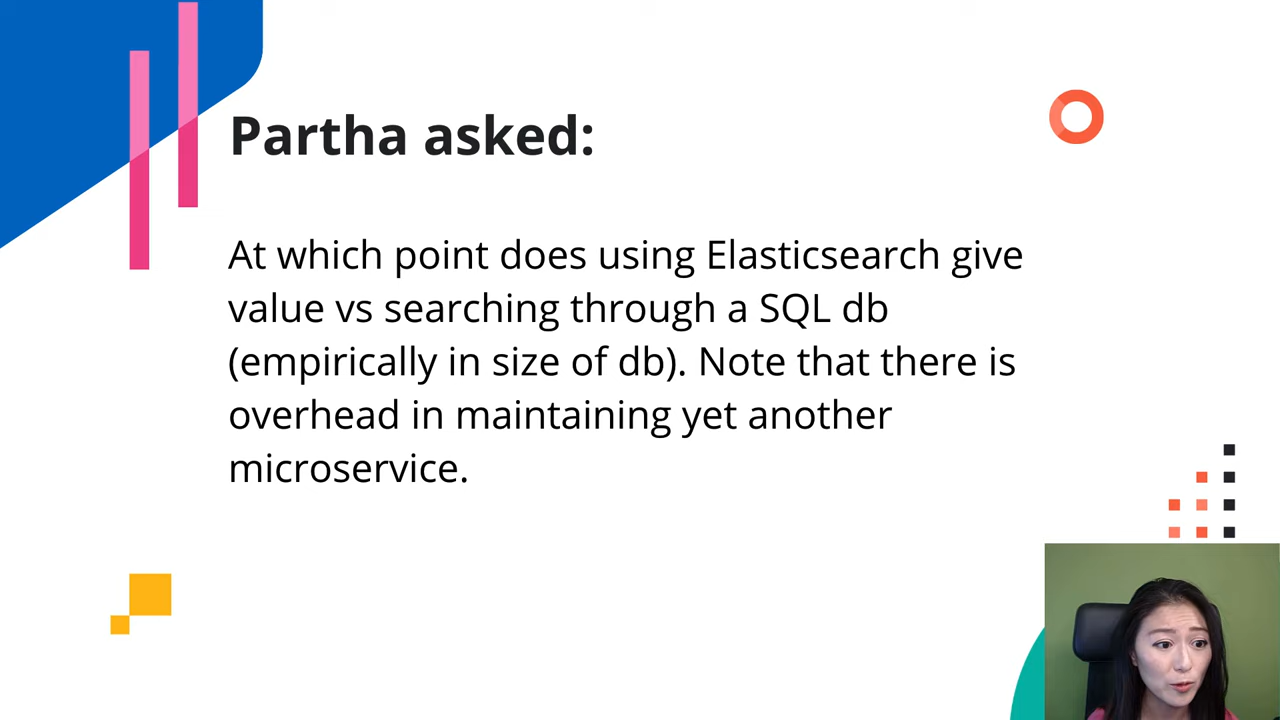 Partha asked:
At which point does using Elasticsearch give
value vs searching through a SQL db
(empirically in size of db). Note that there is
overhead in maintaining yet another
microservice.